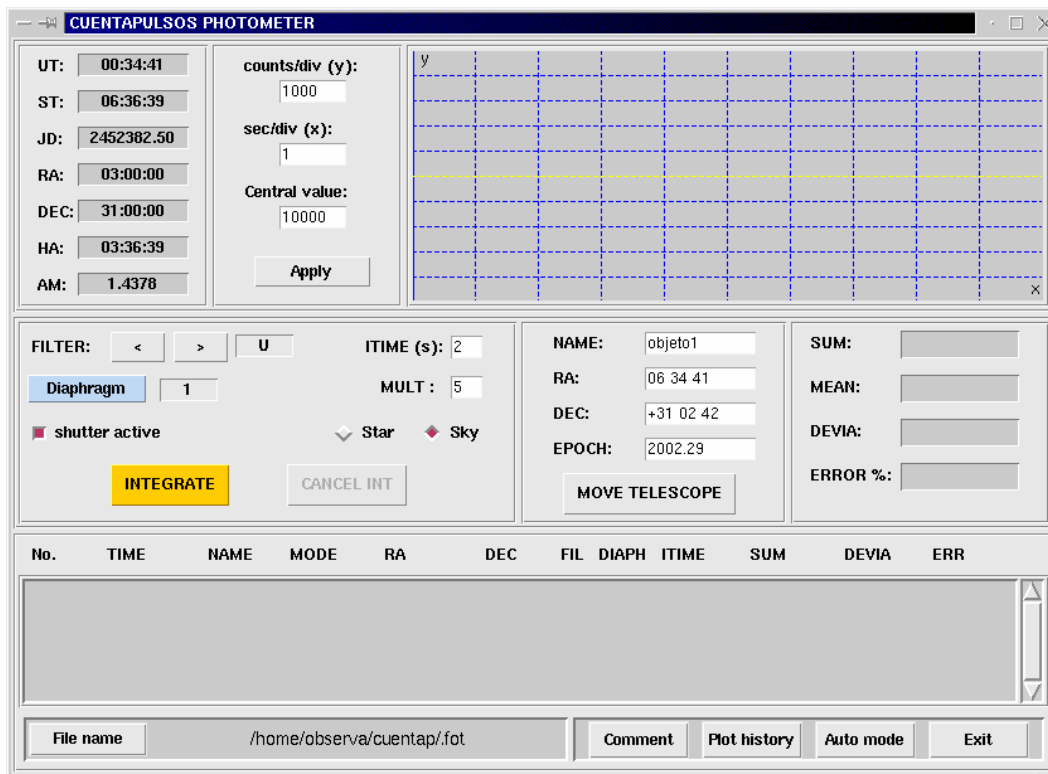 CUENTAPULSOS PHOTOMETER
UT: 00:34:41
ST: 06:36:39
JD: 2452382.50
RA: 03:00:00
DEC: 31:00:00
HA: 03:36:39
AM: 1.4378
counts/div (y):
1000
sec/div (x):
1
Central value:
10000
Apply
y
x
FILTER: < > U ITIME (s): 2
Diaphragm 1 MULT : 5
shutter active Star Sky
INTEGRATE CANCEL INT
NAME: objeto1
RA: 06 34 41
DEC: +31 02 42
EPOCH: 2002.29
MOVE TELESCOPE
SUM:
MEAN:
DEVIA:
ERROR %:
No. TIME NAME MODE RA DEC FIL DIAPH ITIME SUM DEVIA ERR
File name /home/observa/cuentap/.fot Comment Plot history Auto mode Exit